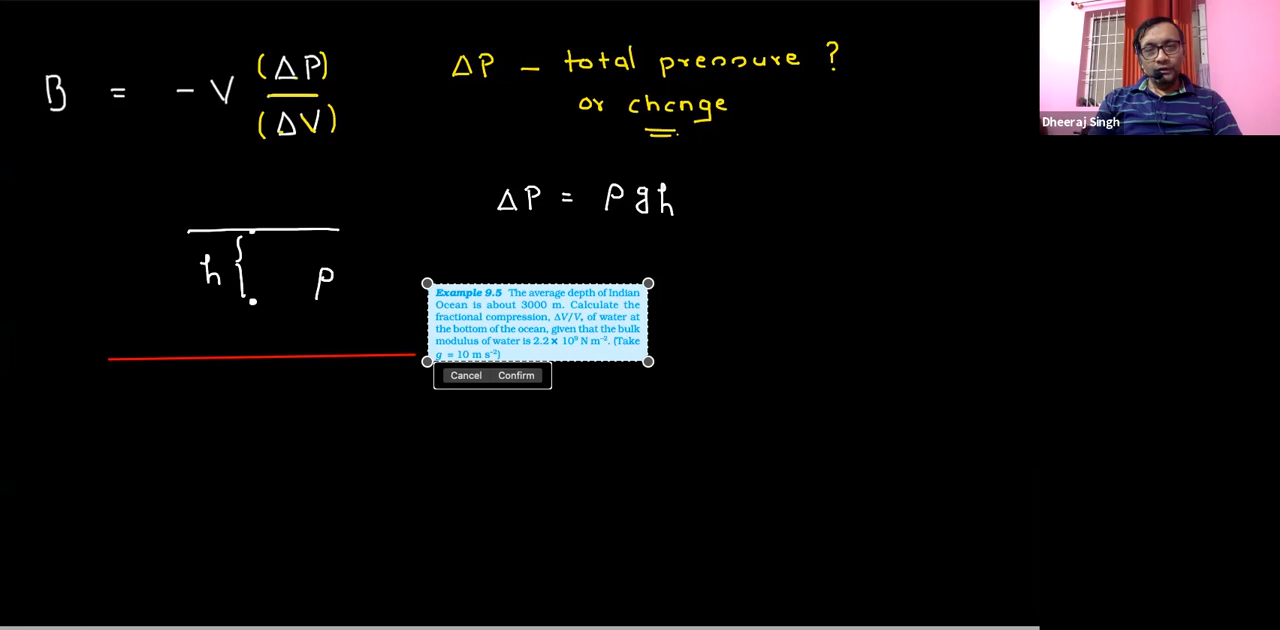 B = - V (ΔP) / (ΔV)
ΔP - total pressure ?
or change
Dheeraj Singh
ΔP = ρgh
h { ρ
Example 9.5 The average depth of Indian
Ocean is about 3000 m. Calculate the
fractional compression, ΔV/V, of water at
the bottom of the ocean, given that the bulk
modulus of water is 2.2 × 10⁹ N m⁻². (Take
g = 10 m s⁻²)
Cancel Confirm